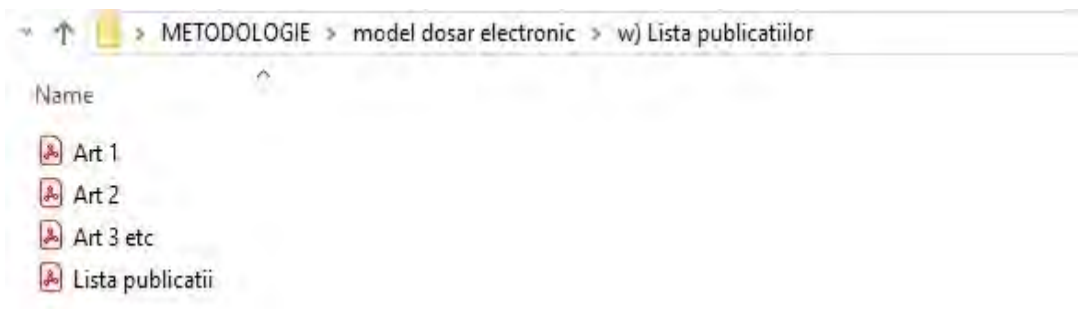 METODOLOGIE > model dosar electronic > w) Lista publicatiilor
Name
Art 1
Art 2
Art 3 etc
Lista publicatii